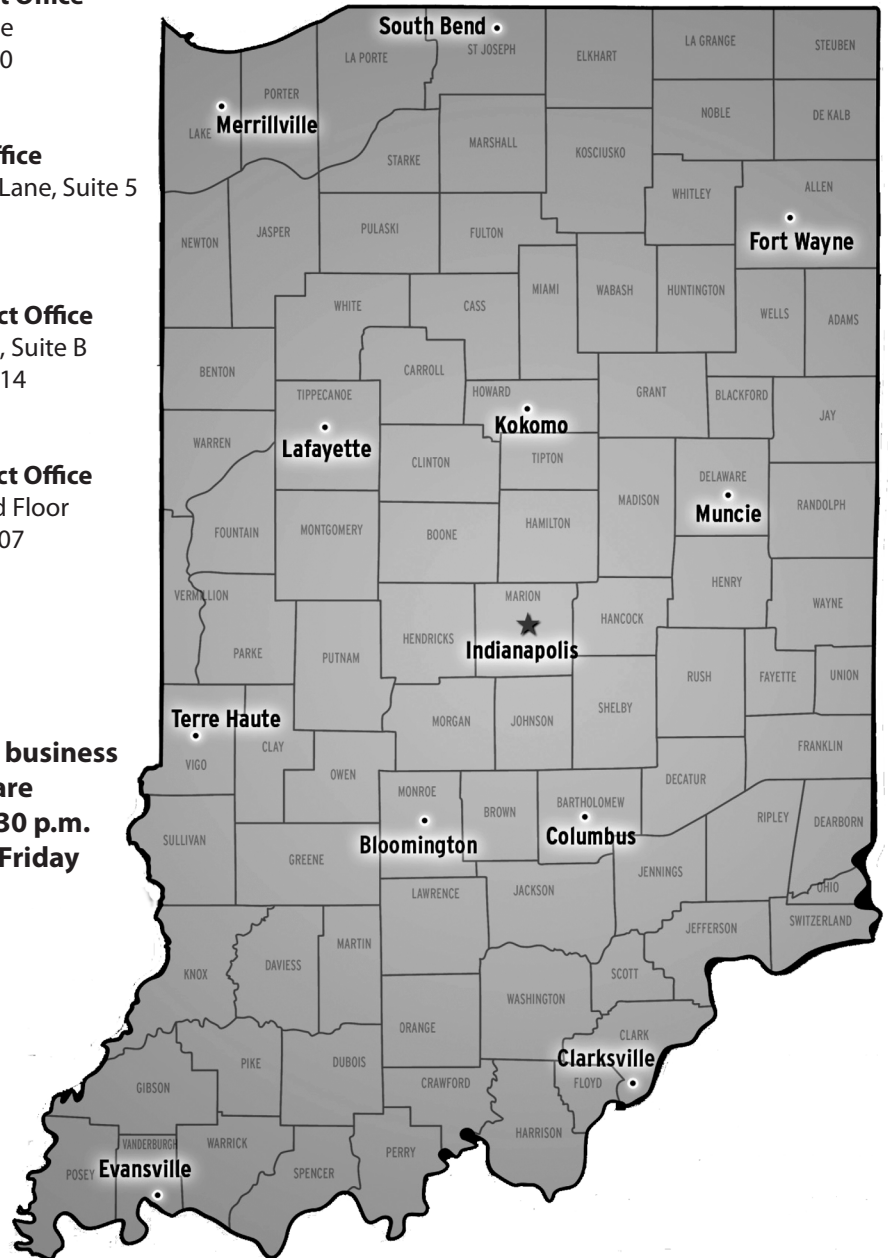 t Office
e
0
ffice
Lane, Suite 5
ct Office
, Suite B
14
ct Office
d Floor
07
business
are
30 p.m.
Friday
South Bend
ST JOSEPH
LA PORTE
ELKHART
LA GRANGE
STEUBEN
PORTER
LAKE
Merrillville
NOBLE
DE KALB
STARKE
MARSHALL
KOSCIUSKO
WHITLEY
ALLEN
Fort Wayne
NEWTON
JASPER
PULASKI
FULTON
WHITE
CASS
MIAMI
WABASH
HUNTINGTON
WELLS
ADAMS
BENTON
CARROLL
TIPPECANOE
HOWARD
Kokomo
GRANT
BLACKFORD
JAY
WARREN
Lafayette
CLINTON
TIPTON
DELAWARE
Muncie
MADISON
RANDOLPH
FOUNTAIN
MONTGOMERY
BOONE
HAMILTON
VERMILLION
MARION
HENRY
WAYNE
HENDRICKS
Indianapolis
HANCOCK
PARKE
PUTNAM
RUSH
FAYETTE
UNION
Terre Haute
VIGO
CLAY
MORGAN
JOHNSON
SHELBY
FRANKLIN
OWEN
MONROE
BROWN
BARTHOLOMEW
DECATUR
Bloomington
Columbus
RIPLEY
DEARBORN
SULLIVAN
GREENE
JENNINGS
OHIO
LAWRENCE
JACKSON
JEFFERSON
SWITZERLAND
KNOX
DAVIESS
MARTIN
SCOTT
WASHINGTON
ORANGE
CLARK
Clarksville
FLOYD
GIBSON
PIKE
DUBOIS
CRAWFORD
HARRISON
VANDERBURGH
WARRICK
PERRY
POSEY
Evansville
SPENCER